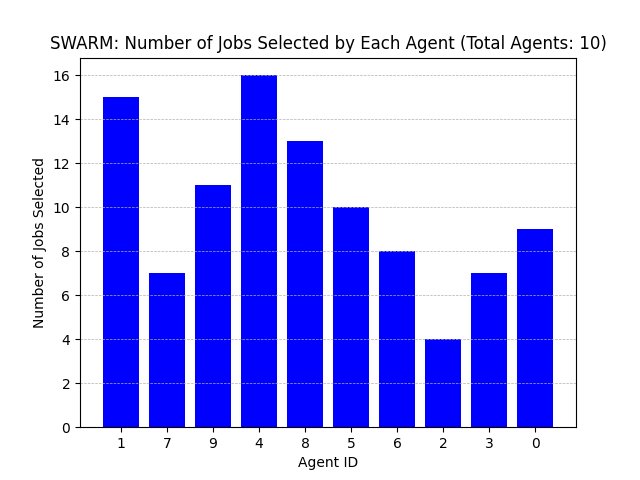 SWARM: Number of Jobs Selected by Each Agent (Total Agents: 10)
Number of Jobs Selected
16
14
12
10
8
6
4
2
0
1 7 9 4 8 5 6 2 3 0
Agent ID